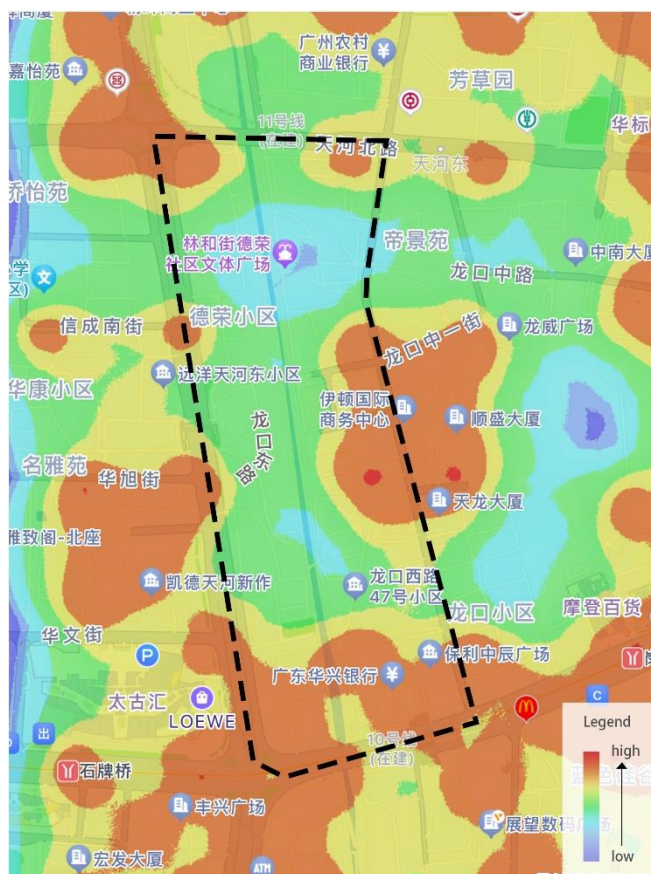 嘉怡苑
广州农村
商业银行
芳草园
11号线
(在建)
天河北路
天河东
华标
侨怡苑
林和街德荣
社区文体广场
帝景苑
中南大厦
龙口中路
信成南街
德荣小区
龙口中一街
龙威广场
华康小区
远洋天河东小区
伊顿国际
商务中心
顺盛大厦
龙口东路
名雅苑
华旭街
天龙大厦
雅致阁-北座
凯德天河新作
龙口西路
47号小区
龙口小区
摩登百货
华文街
P
广东华兴银行
保利中辰广场
太古汇
LOEWE
出
C
10号线
(在建)
石牌桥
丰兴广场
展望数码广场
宏发大厦
ATM
Legend
high
low